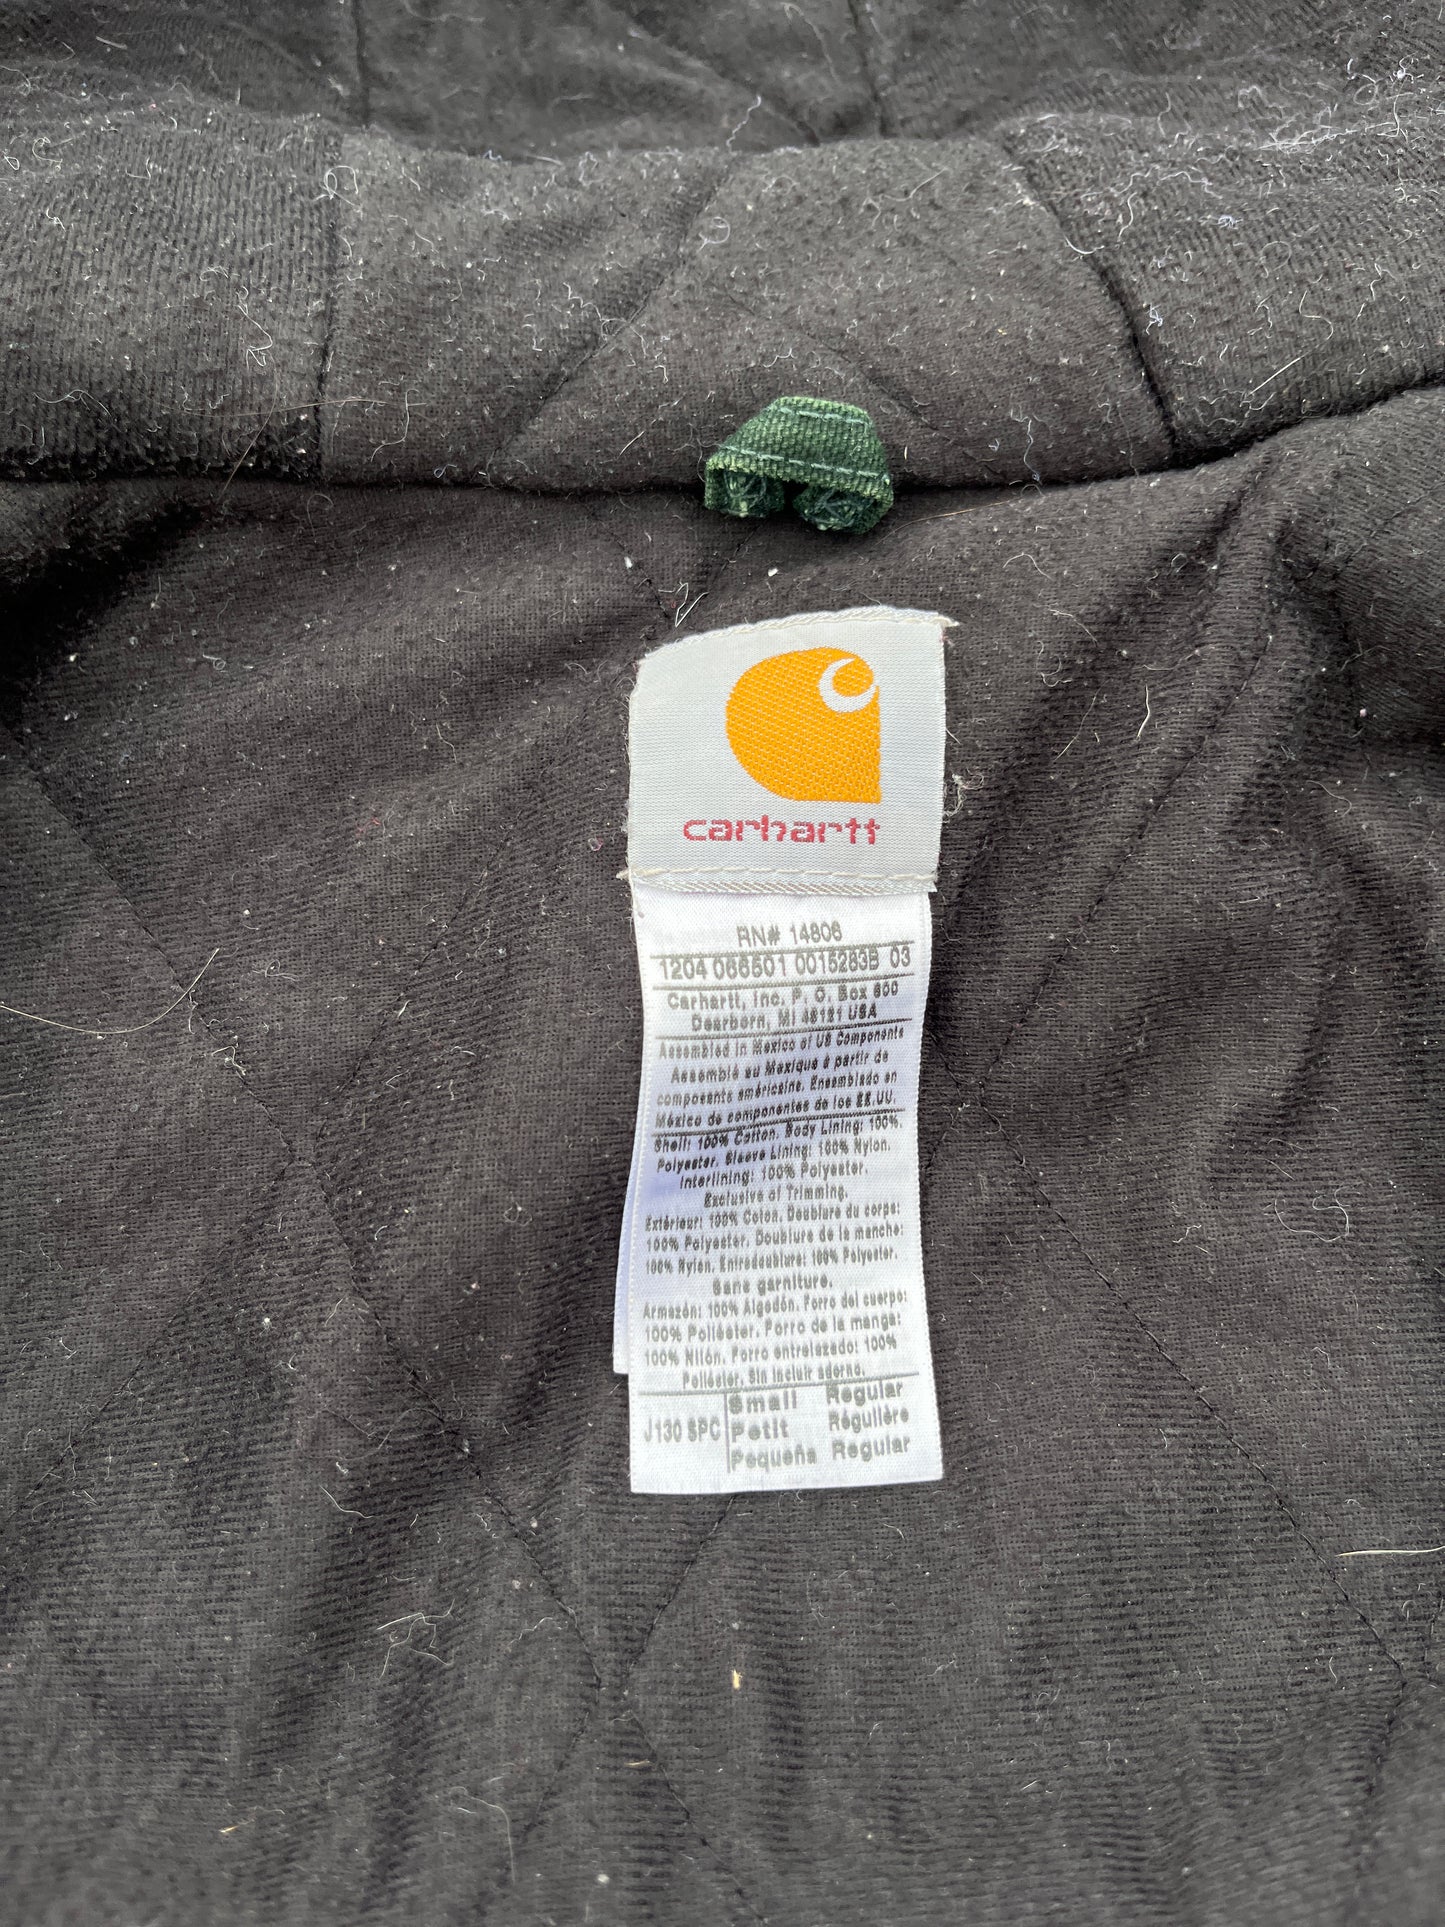 carhartt
RN# 14806
1204 066501 0015283B 03
Carhartt, Inc. P. O. Box 600
Dearborn, MI 48121 USA
Assembled in Mexico of US Components
Assemblé au Mexique à partir de
composants américains. Ensamblado en
México de componentes de los EE.UU.
Shell: 100% Cotton. Body Lining: 100%
Polyester. Sleeve Lining: 100% Nylon.
Interlining: 100% Polyester.
Exclusive of Trimming.
Extérieur: 100% Coton. Doublure du corps:
100% Polyester. Doublure de la manche:
100% Nylon. Entredoublure: 100% Polyester.
Sans garniture.
Armazón: 100% Algodón. Forro del cuerpo:
100% Poliéster. Forro de la manga:
100% Nilón. Forro entrelazado: 100%
Poliéster. Sin incluir adorno.
J130 SPC
Small Regular
Petit Régulière
Pequeña Regular